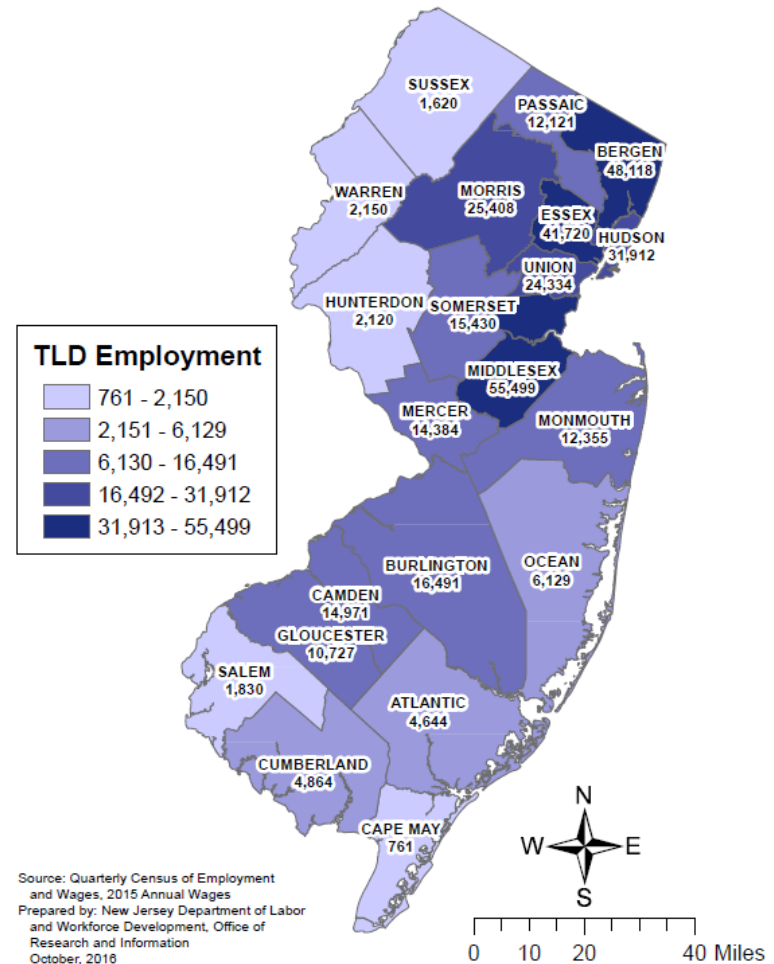 SUSSEX
1,620
PASSAIC
12,121
BERGEN
48,118
WARREN
2,150
MORRIS
25,408
ESSEX
41,720
HUDSON
31,912
UNION
24,334
HUNTERDON
2,120
SOMERSET
15,430
TLD Employment
761 - 2,150
2,151 - 6,129
6,130 - 16,491
16,492 - 31,912
31,913 - 55,499
MIDDLESEX
55,499
MERCER
14,384
MONMOUTH
12,355
BURLINGTON
16,491
OCEAN
6,129
CAMDEN
14,971
GLOUCESTER
10,727
SALEM
1,830
ATLANTIC
4,644
CUMBERLAND
4,864
CAPE MAY
761
N
W
E
S
Source: Quarterly Census of Employment
and Wages, 2015 Annual Wages
Prepared by: New Jersey Department of Labor
and Workforce Development, Office of
Research and Information
October, 2016
0 10 20 40 Miles